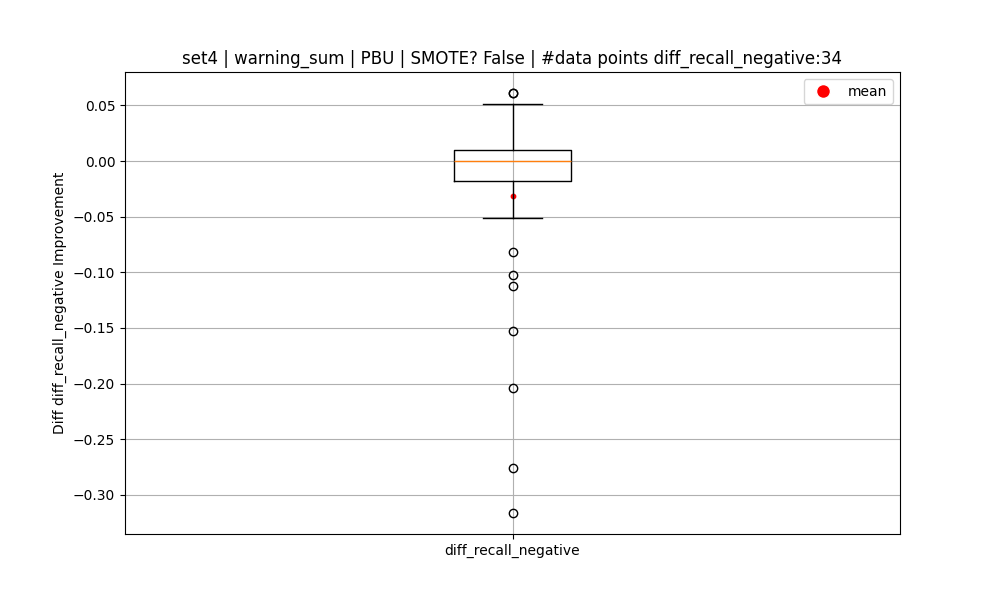 set4 | warning_sum | PBU | SMOTE? False | #data points diff_recall_negative:34
mean
0.05
0.00
−0.05
−0.10
−0.15
−0.20
−0.25
−0.30
Diff diff_recall_negative Improvement
diff_recall_negative